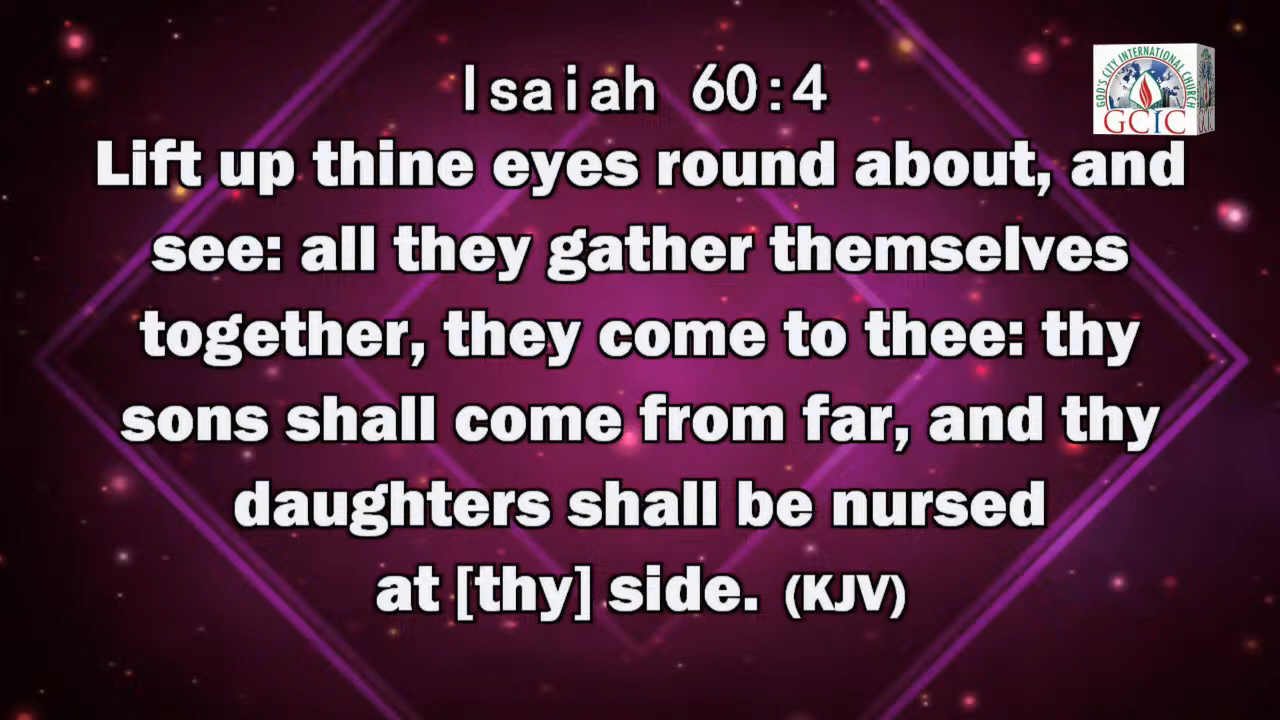 Isaiah 60:4
GOD'S CITY INTERNATIONAL CHURCH
GCIC
Lift up thine eyes round about, and
see: all they gather themselves
together, they come to thee: thy
sons shall come from far, and thy
daughters shall be nursed
at [thy] side. (KJV)